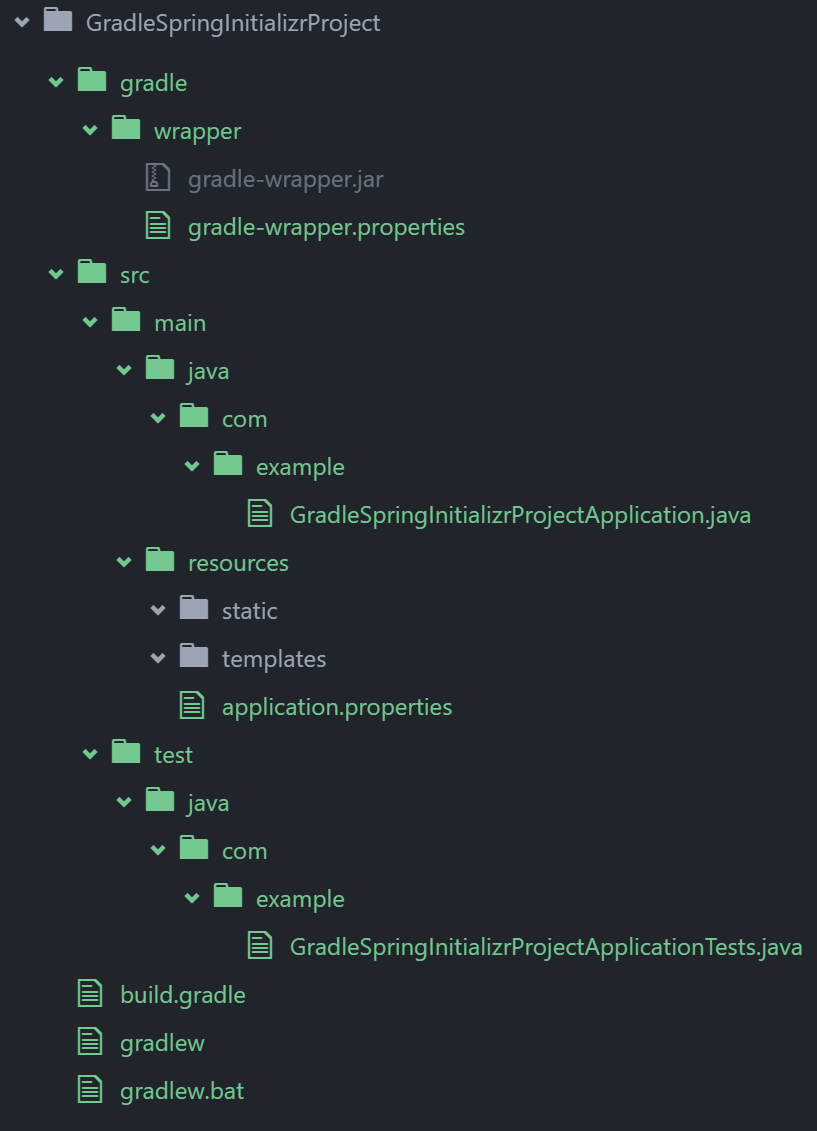 GradleSpringInitializrProject
gradle
wrapper
gradle-wrapper.jar
gradle-wrapper.properties
src
main
java
com
example
GradleSpringInitializrProjectApplication.java
resources
static
templates
application.properties
test
java
com
example
GradleSpringInitializrProjectApplicationTests.java
build.gradle
gradlew
gradlew.bat